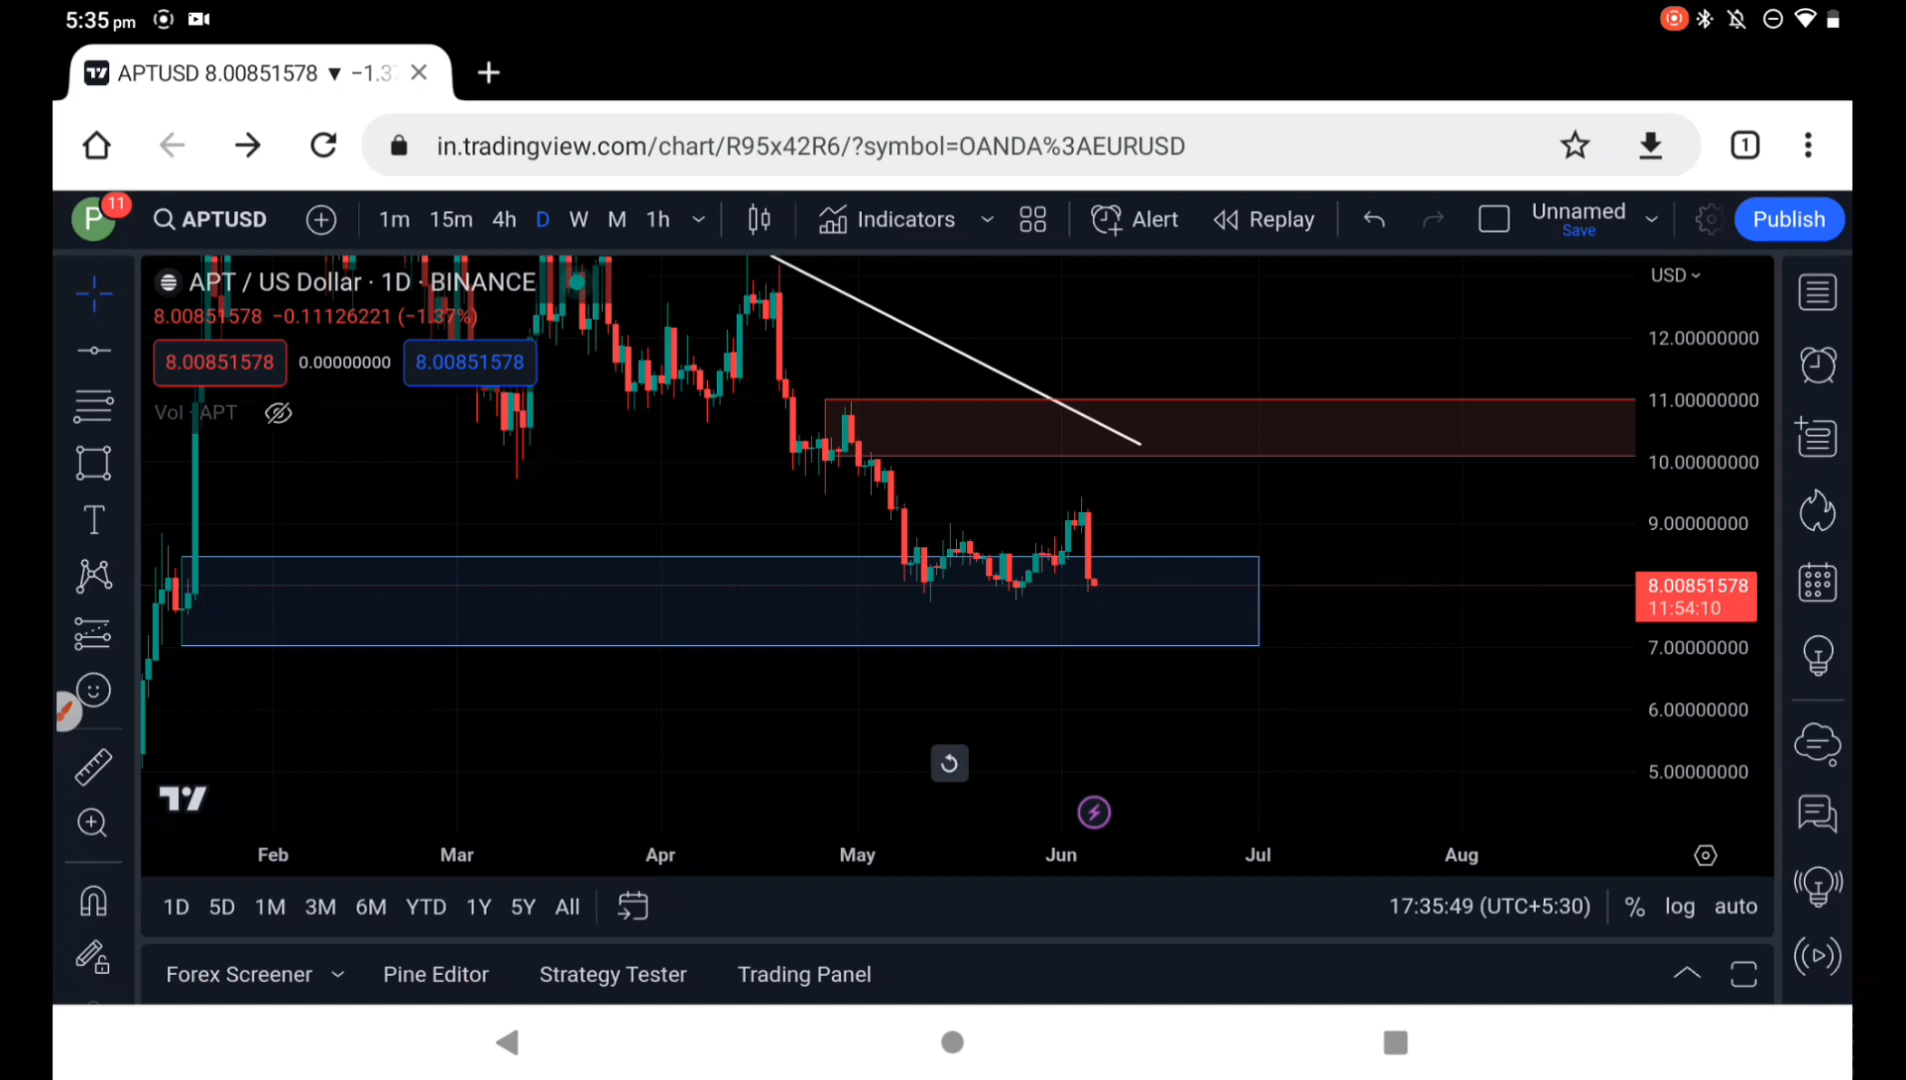 5:35 pm
APTUSD 8.00851578 ▼ −1.37
in.tradingview.com/chart/R95x42R6/?symbol=OANDA%3AEURUSD
1
P
11
APTUSD
1m 15m 4h D W M 1h
Indicators
Alert
Replay
Unnamed
Save
Publish
APT / US Dollar · 1D · BINANCE
USD
8.00851578 −0.11126221 (−1.37%)
8.00851578 0.00000000 8.00851578
Vol · APT
12.00000000
11.00000000
10.00000000
9.00000000
8.00851578
11:54:10
7.00000000
6.00000000
5.00000000
Feb Mar Apr May Jun Jul Aug
1D 5D 1M 3M 6M YTD 1Y 5Y All
17:35:49 (UTC+5:30) % log auto
Forex Screener Pine Editor Strategy Tester Trading Panel